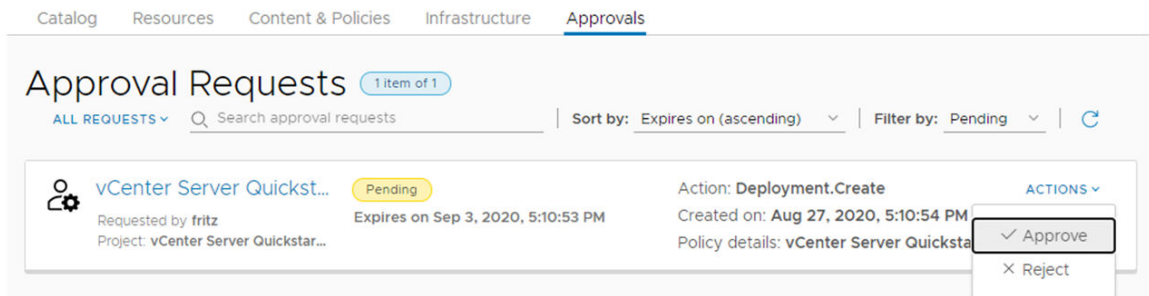 Catalog Resources Content & Policies Infrastructure Approvals
Approval Requests 1 item of 1
ALL REQUESTS Search approval requests Sort by: Expires on (ascending) Filter by: Pending
vCenter Server Quickst... Pending Action: Deployment.Create ACTIONS
Requested by fritz Expires on Sep 3, 2020, 5:10:53 PM Created on: Aug 27, 2020, 5:10:54 PM Approve
Project: vCenter Server Quickstar... Policy details: vCenter Server Quicksta
Reject